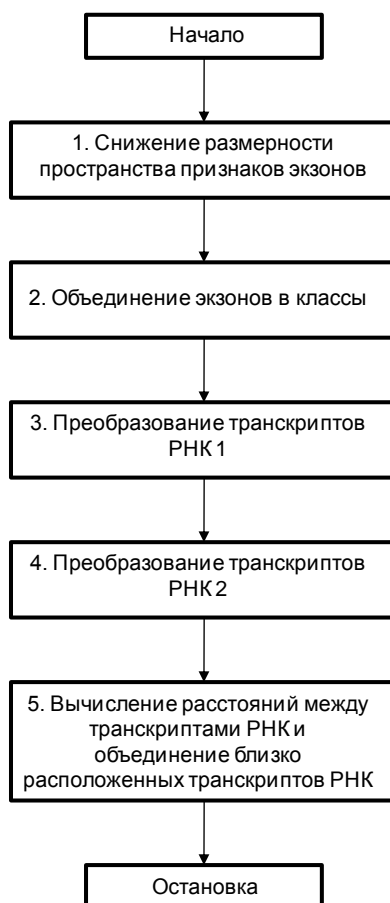 Начало
1. Снижение размерности
пространства признаков экзонов
2. Объединение экзонов в классы
3. Преобразование транскриптов
РНК 1
4. Преобразование транскриптов
РНК 2
5. Вычисление расстояний между
транскриптами РНК и
объединение близко
расположенных транскриптов РНК
Остановка